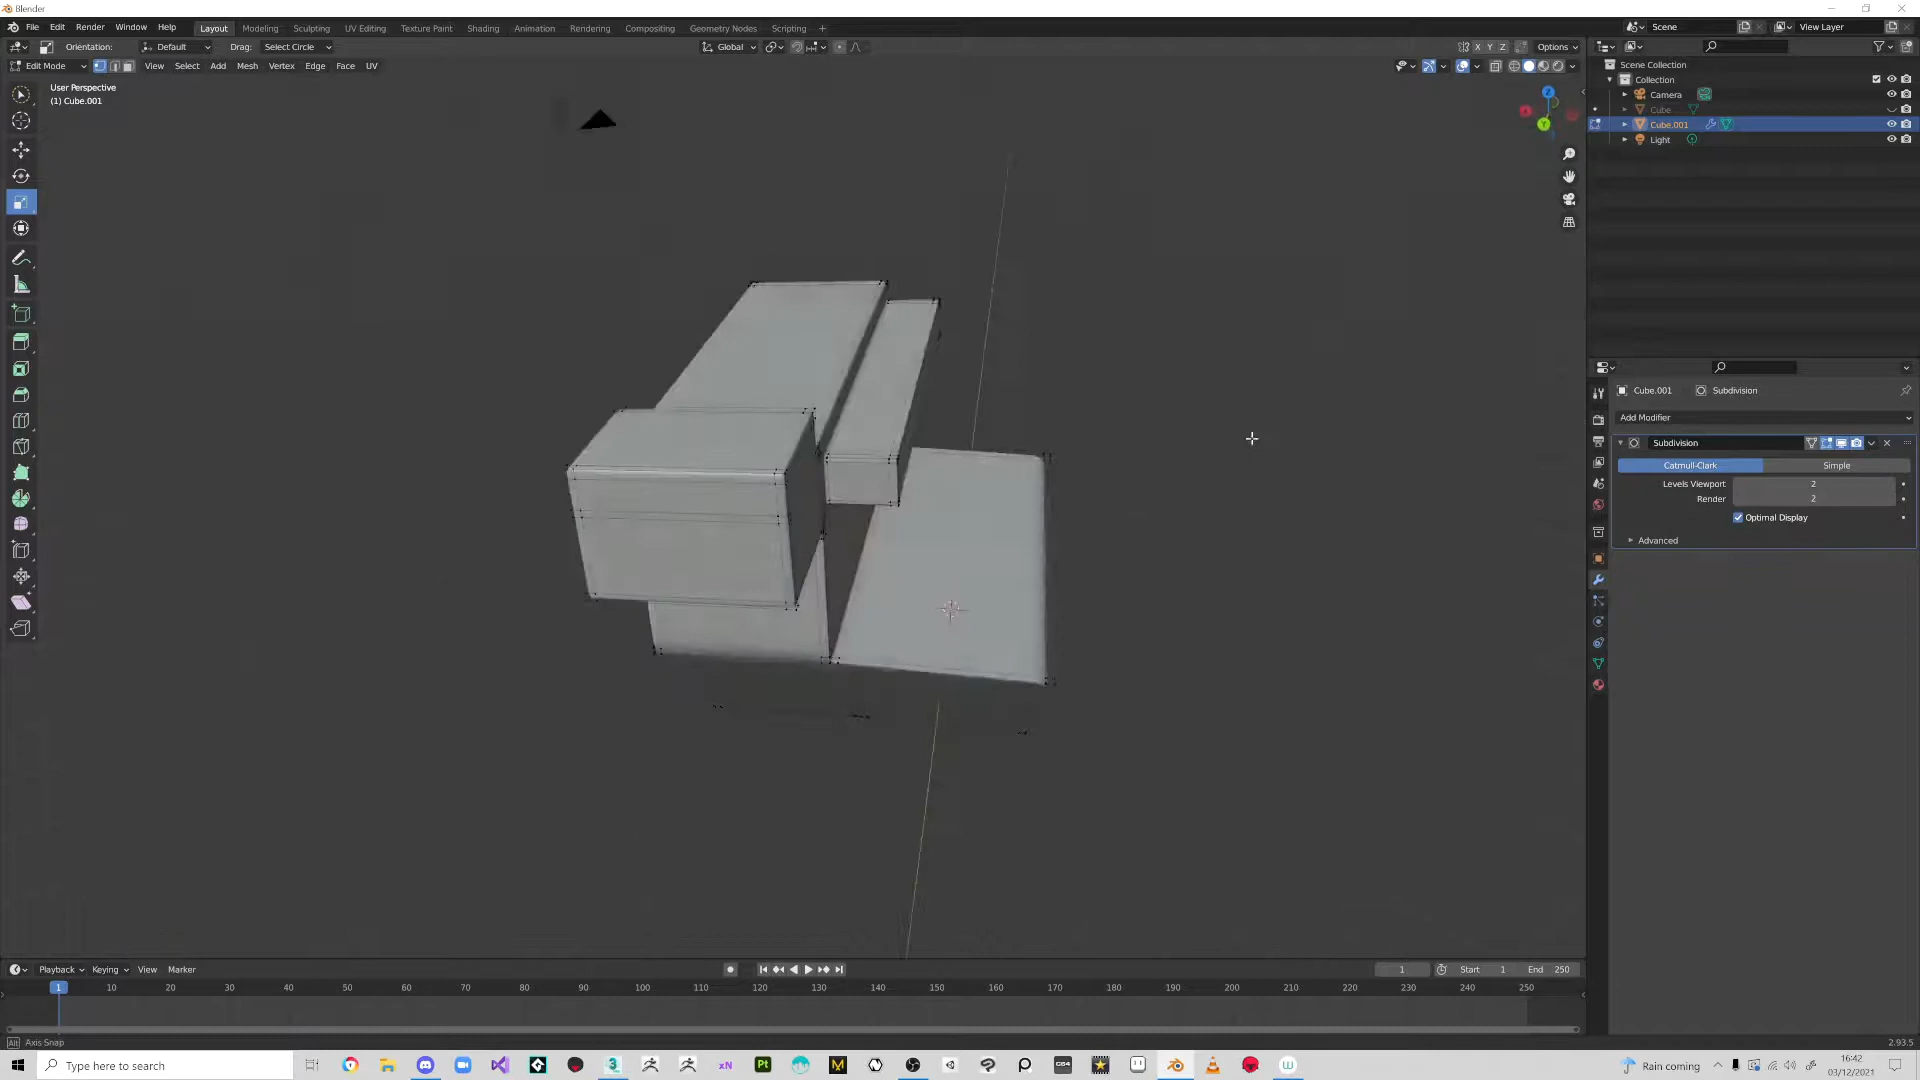 Blender
File Edit Render Window Help
Layout Modeling Sculpting UV Editing Texture Paint Shading Animation Rendering Compositing Geometry Nodes Scripting +
Scene
View Layer
Orientation: Default Drag: Select Circle
Global
X Y Z Options
Edit Mode View Select Add Mesh Vertex Edge Face UV
User Perspective
(1) Cube.001
Z
Y
Scene Collection
Collection
Camera
Cube
Cube.001
Light
Cube.001 Subdivision
Add Modifier
Subdivision
Catmull-Clark Simple
Levels Viewport 2
Render 2
Optimal Display
Advanced
Playback Keying View Marker
1 Start 1 End 250
1 10 20 30 40 50 60 70 80 90 100 110 120 130 140 150 160 170 180 190 200 210 220 230 240 250
Alt Axis Snap
2.93.5
Type here to search
xN
Pt
Rain coming
16:42
03/12/2021